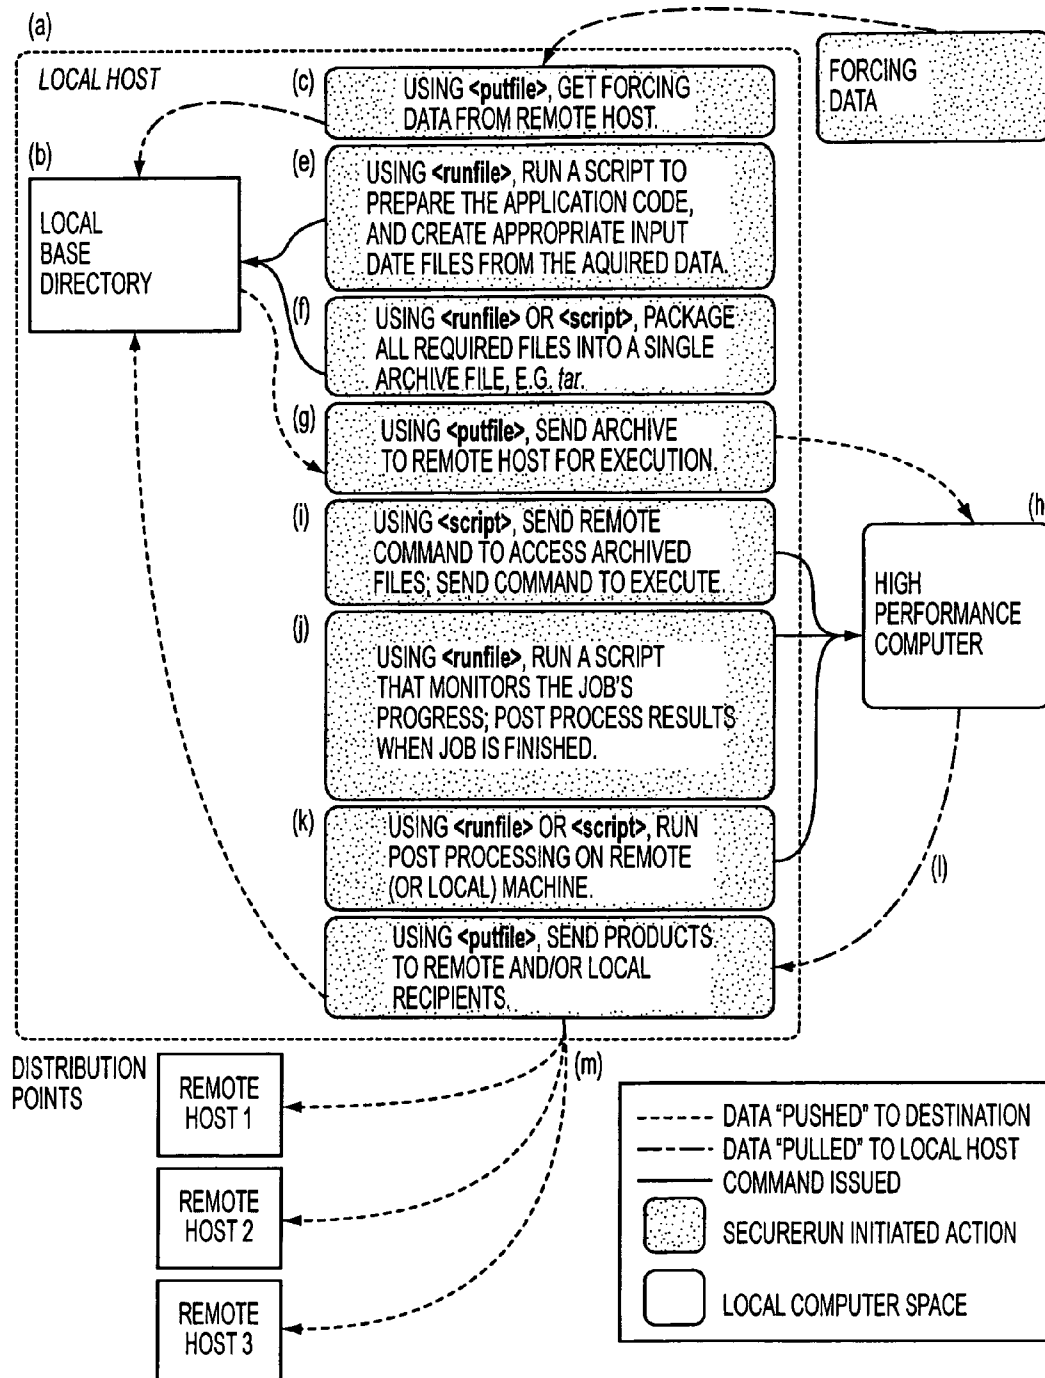 (a)
LOCAL HOST
(c)
USING <putfile>, GET FORCING
DATA FROM REMOTE HOST.
FORCING
DATA
(b)
LOCAL
BASE
DIRECTORY
(e)
USING <runfile>, RUN A SCRIPT TO
PREPARE THE APPLICATION CODE,
AND CREATE APPROPRIATE INPUT
DATE FILES FROM THE AQUIRED DATA.
(f)
USING <runfile> OR <script>, PACKAGE
ALL REQUIRED FILES INTO A SINGLE
ARCHIVE FILE, E.G. tar.
(g)
USING <putfile>, SEND ARCHIVE
TO REMOTE HOST FOR EXECUTION.
(h
HIGH
PERFORMANCE
COMPUTER
(i)
USING <script>, SEND REMOTE
COMMAND TO ACCESS ARCHIVED
FILES; SEND COMMAND TO EXECUTE.
(j)
USING <runfile>, RUN A SCRIPT
THAT MONITORS THE JOB'S
PROGRESS; POST PROCESS RESULTS
WHEN JOB IS FINISHED.
(k)
USING <runfile> OR <script>, RUN
POST PROCESSING ON REMOTE
(OR LOCAL) MACHINE.
(l)
USING <putfile>, SEND PRODUCTS
TO REMOTE AND/OR LOCAL
RECIPIENTS.
(m)
DISTRIBUTION
POINTS
REMOTE
HOST 1
REMOTE
HOST 2
REMOTE
HOST 3
DATA "PUSHED" TO DESTINATION
DATA "PULLED" TO LOCAL HOST
COMMAND ISSUED
SECURERUN INITIATED ACTION
LOCAL COMPUTER SPACE